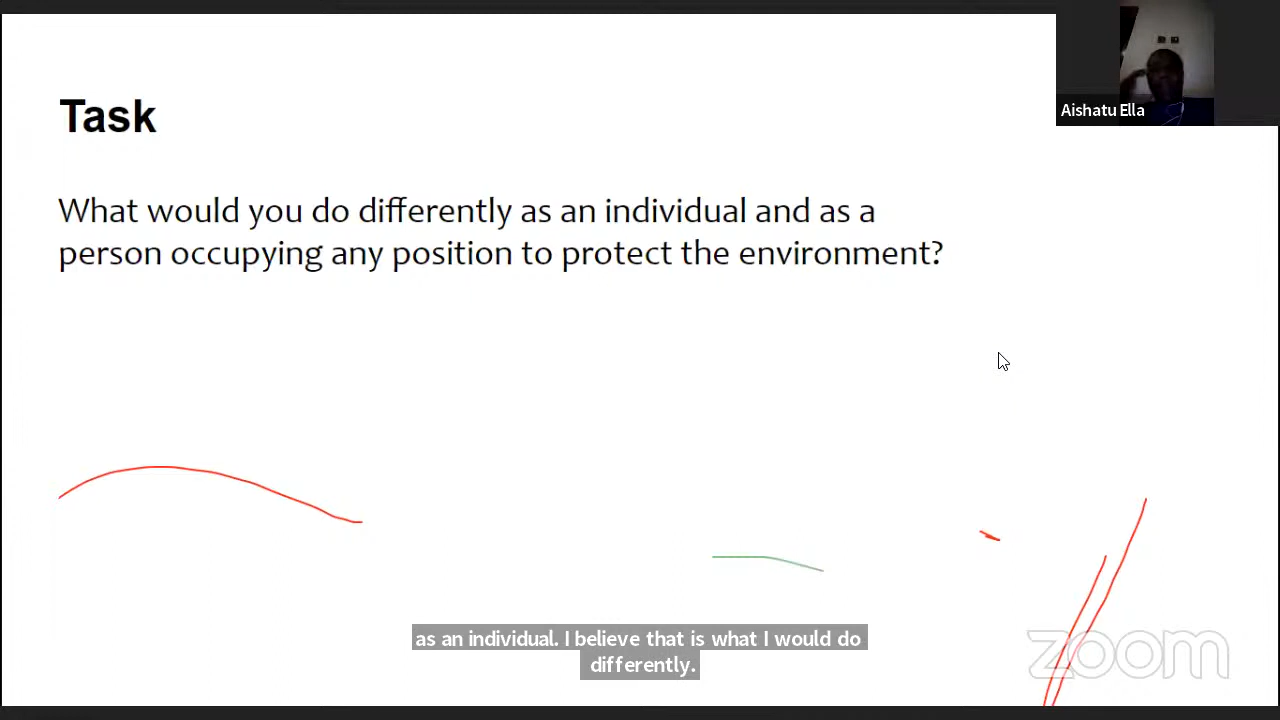 Task
Aishatu Ella
What would you do differently as an individual and as a
person occupying any position to protect the environment?
as an individual. I believe that is what I would do
differently.
zoom